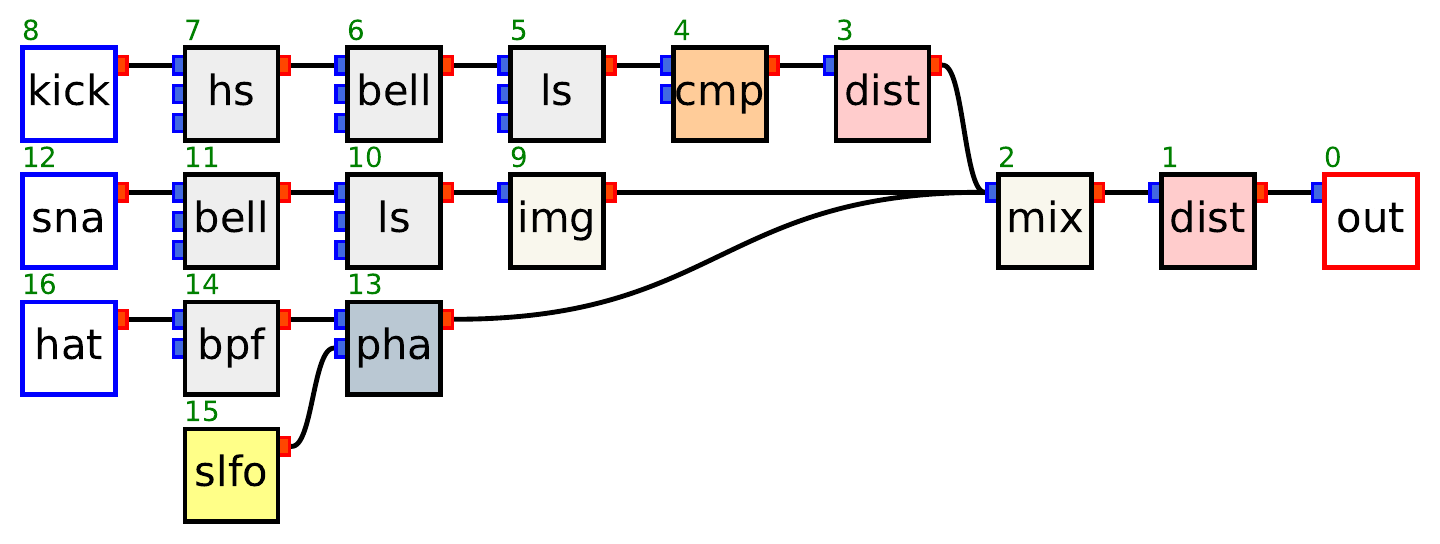 8 7 6 5 4 3
kick hs bell ls cmp dist
12 11 10 9 2 1 0
sna bell ls img mix dist out
16 14 13
hat bpf pha
15
slfo